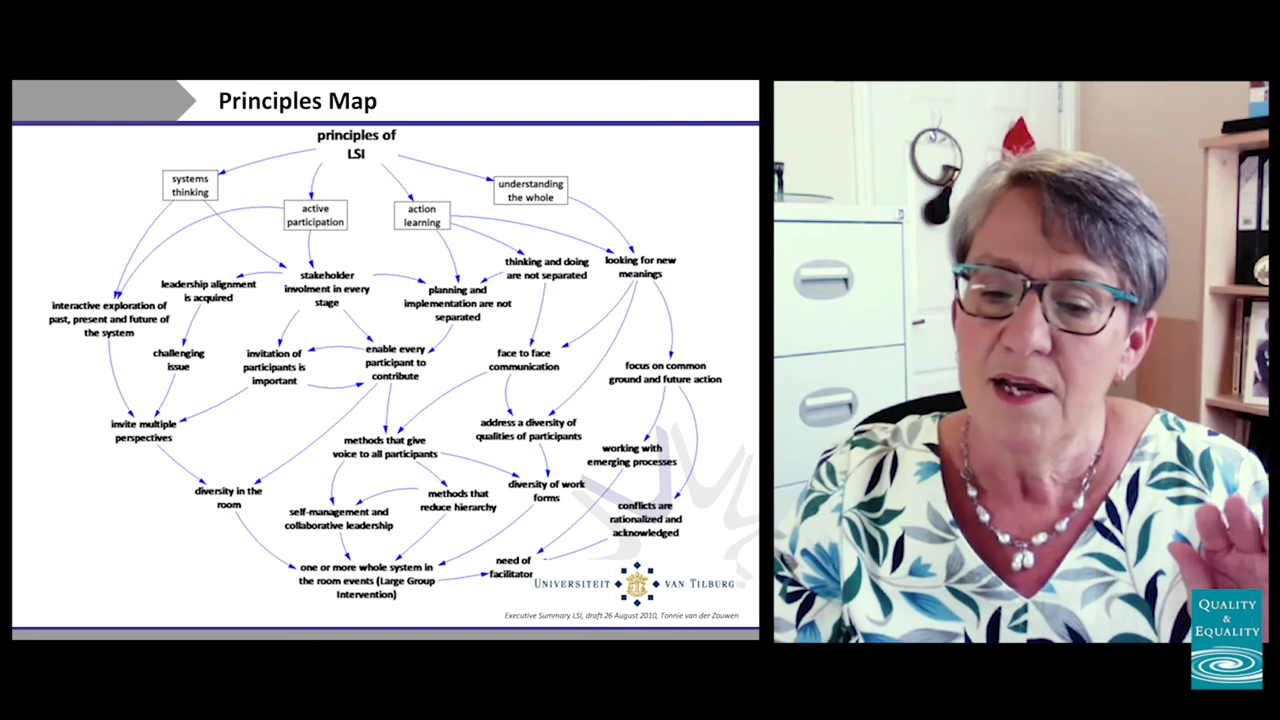 Principles Map
principles of
LSI
systems
thinking
active
participation
action
learning
understanding
the whole
interactive exploration of
past, present and future of
the system
leadership alignment
is acquired
stakeholder
involment in every
stage
planning and
implementation are not
separated
thinking and doing
are not separated
looking for new
meanings
challenging
issue
invitation of
participants is
important
enable every
participant to
contribute
face to face
communication
focus on common
ground and future action
invite multiple
perspectives
methods that give
voice to all participants
address a diversity of
qualities of participants
working with
emerging processes
diversity in the
room
self-management and
collaborative leadership
methods that
reduce hierarchy
diversity of work
forms
conflicts are
rationalized and
acknowledged
one or more whole system in
the room events (Large Group
Intervention)
need of
facilitator
UNIVERSITEIT VAN TILBURG
Executive Summary LSI, draft 26 August 2010, Tonnie van der Zouwen
QUALITY
&
EQUALITY